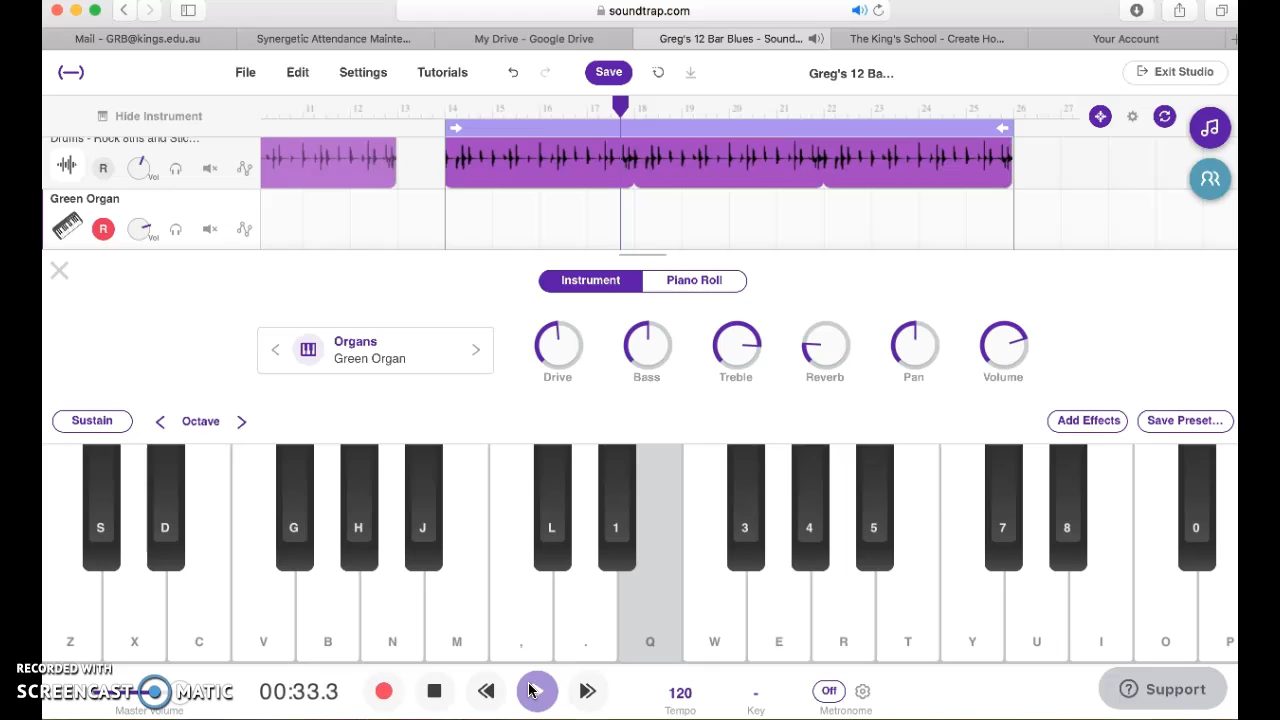 soundtrap.com
Mail - GRB@kings.edu.au
Synergetic Attendance Mainte...
My Drive - Google Drive
Greg's 12 Bar Blues - Sound...
The King's School - Create Ho...
Your Account
File
Edit
Settings
Tutorials
Save
Greg's 12 Ba...
Exit Studio
Hide Instrument
11 12 13 14 15 16 17 18 19 20 21 22 23 24 25 26 27
Drums - Rock 8ths and Stic...
R
Vol
Green Organ
R
Vol
Instrument
Piano Roll
Organs
Green Organ
Drive
Bass
Treble
Reverb
Pan
Volume
Sustain
Octave
Add Effects
Save Preset...
S D G H J L 1 3 4 5 7 8 0
Z X C V B N M , . Q W E R T Y U I O P
RECORDED WITH
SCREENCAST MATIC
Master Volume
00:33.3
120
Tempo
-
Key
Off
Metronome
Support